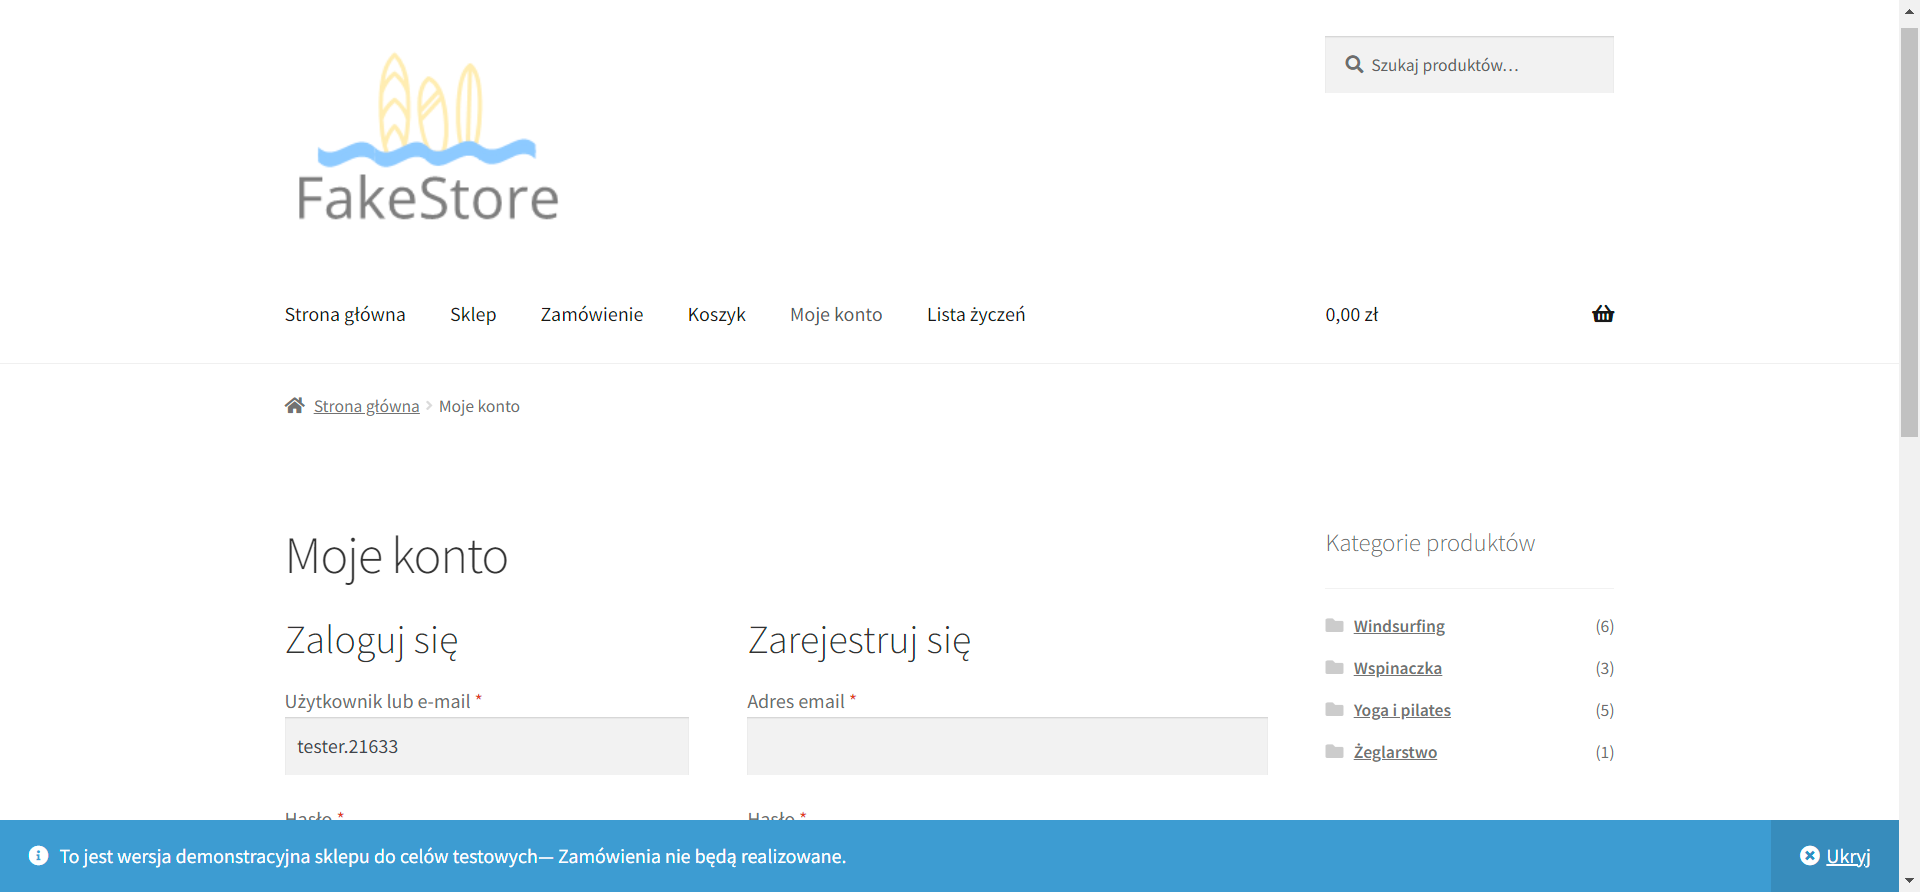 FakeStore
Szukaj produktów…
Strona główna Sklep Zamówienie Koszyk Moje konto Lista życzeń 0,00 zł
Strona główna Moje konto
Moje konto
Zaloguj się
Użytkownik lub e-mail *
tester.21633
Hasło *
Zarejestruj się
Adres email *
Hasło *
Kategorie produktów
Windsurfing (6)
Wspinaczka (3)
Yoga i pilates (5)
Żeglarstwo (1)
To jest wersja demonstracyjna sklepu do celów testowych— Zamówienia nie będą realizowane.
Ukryj